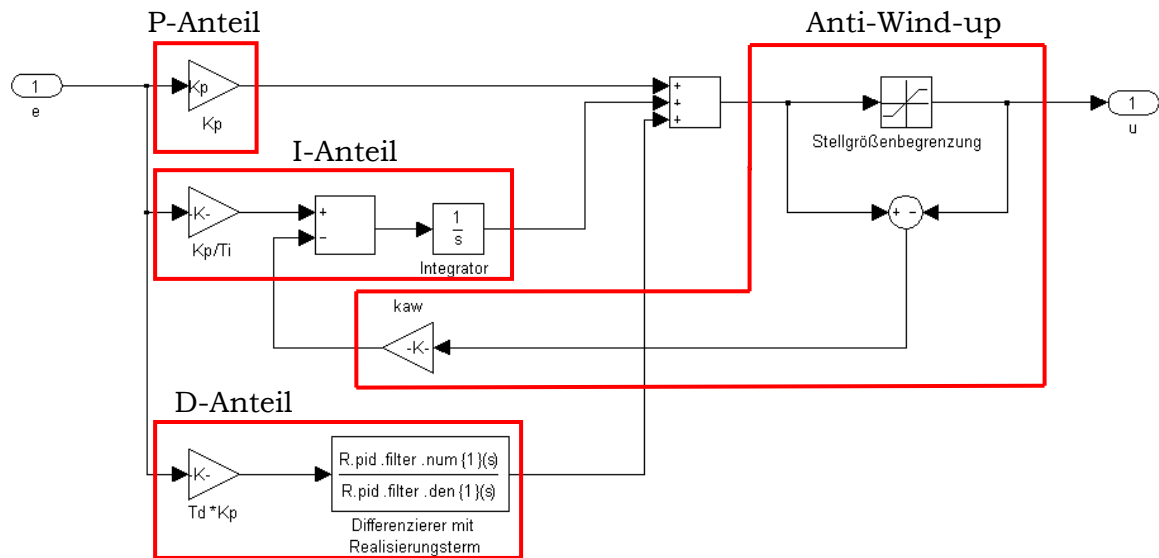 P-Anteil
Anti-Wind-up
1
e
Kp
Kp
+
+
+
Stellgrößenbegrenzung
1
u
I-Anteil
-K-
Kp/Ti
+
−
1
s
Integrator
+ −
kaw
-K-
D-Anteil
-K-
Td *Kp
R.pid .filter .num {1}(s)
R.pid .filter .den {1}(s)
Differenzierer mit
Realisierungsterm